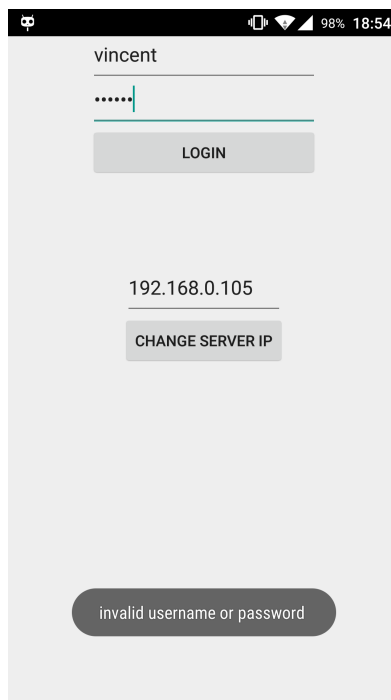 98% 18:54
vincent
••••••
LOGIN
192.168.0.105
CHANGE SERVER IP
invalid username or password